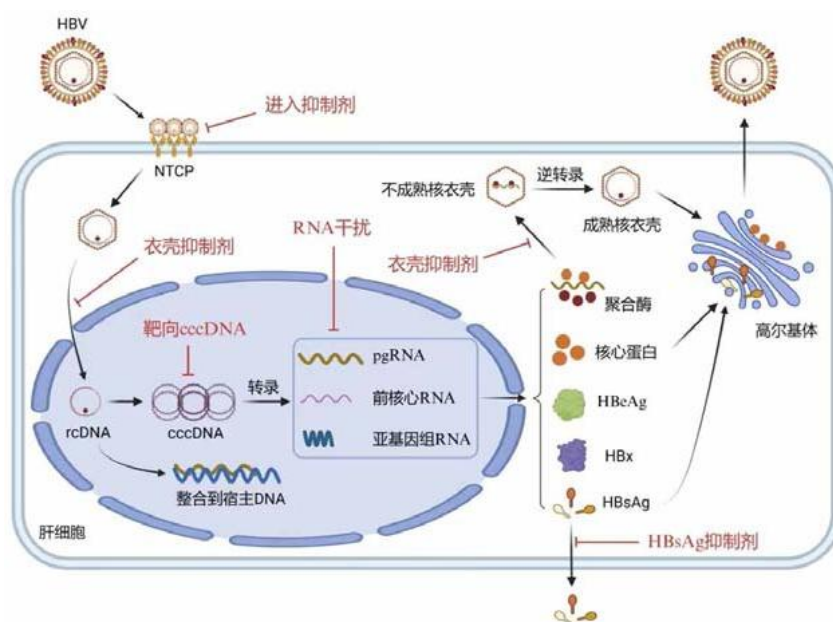 HBV
进入抑制剂
NTCP
不成熟核衣壳
逆转录
成熟核衣壳
衣壳抑制剂
RNA干扰
衣壳抑制剂
聚合酶
高尔基体
靶向cccDNA
pgRNA
核心蛋白
转录
前核心RNA
HBeAg
rcDNA
cccDNA
亚基因组RNA
HBx
整合到宿主DNA
HBsAg
肝细胞
HBsAg抑制剂